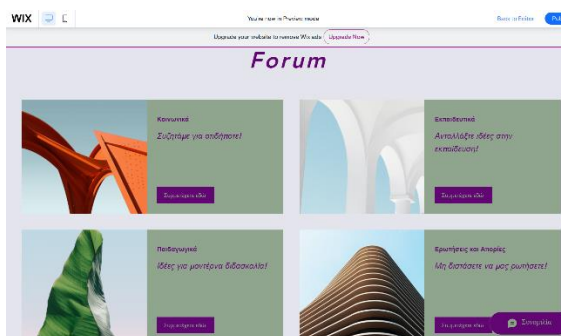 WIX
You're now in Preview mode
Back to Editor
Upgrade your website to remove Wix ads
Upgrade Now
Forum
Κοινωνικά
Συζητάμε για οτιδήποτε!
Συμμετέχετε εδώ
Εκπαιδευτικά
Ανταλλάξτε ιδέες στην
εκπαίδευση!
Συμμετέχετε εδώ
Παιδαγωγικά
Ιδέες για μοντέρνα διδασκαλία!
Συμμετέχετε εδώ
Ερωτήσεις και Απορίες
Μη διστάσετε να μας ρωτήσετε!
Συμμετέχετε εδώ
Συνομιλία